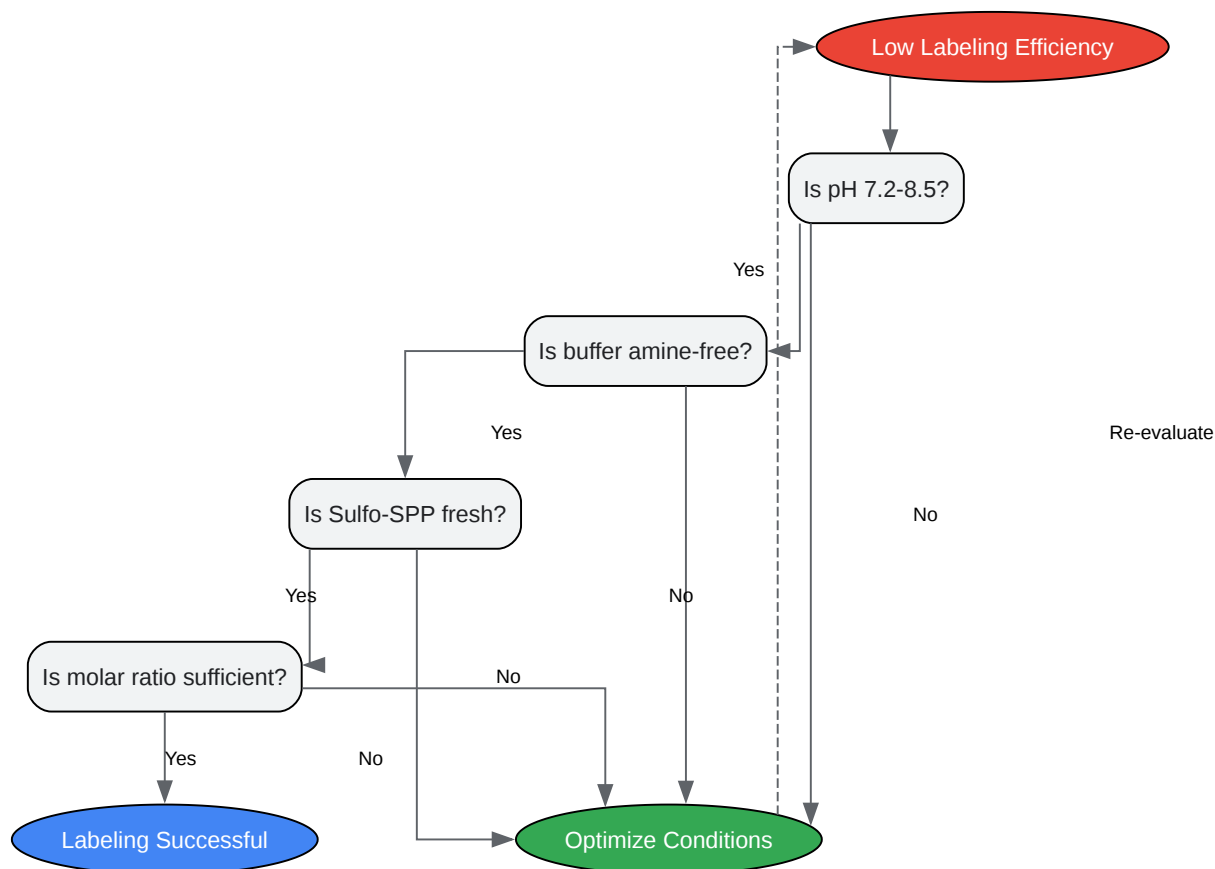 Low Labeling Efficiency
Is pH 7.2-8.5?
Yes
Is buffer amine-free?
Yes
Re-evaluate
Is Sulfo-SPP fresh?
No
Yes
No
Is molar ratio sufficient?
No
Yes
No
Labeling Successful
Optimize Conditions